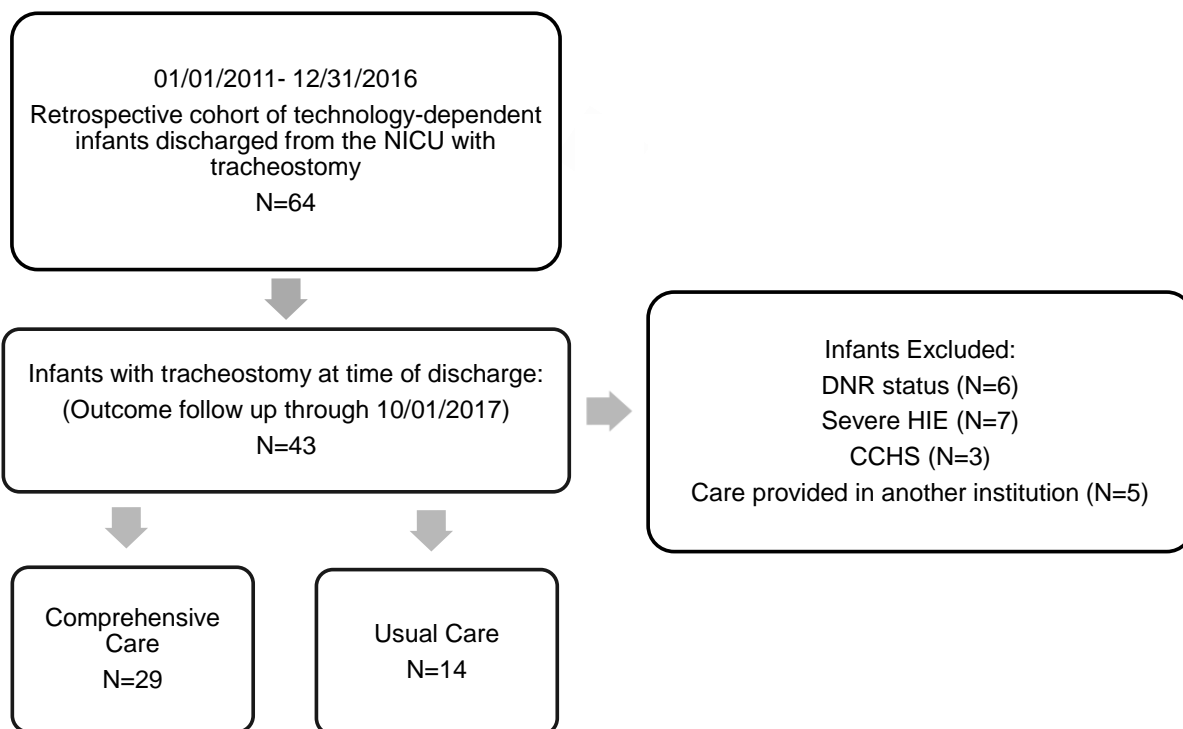 01/01/2011- 12/31/2016
Retrospective cohort of technology-dependent
infants discharged from the NICU with
tracheostomy
N=64
Infants with tracheostomy at time of discharge:
(Outcome follow up through 10/01/2017)
N=43
Infants Excluded:
DNR status (N=6)
Severe HIE (N=7)
CCHS (N=3)
Care provided in another institution (N=5)
Comprehensive
Care
N=29
Usual Care
N=14